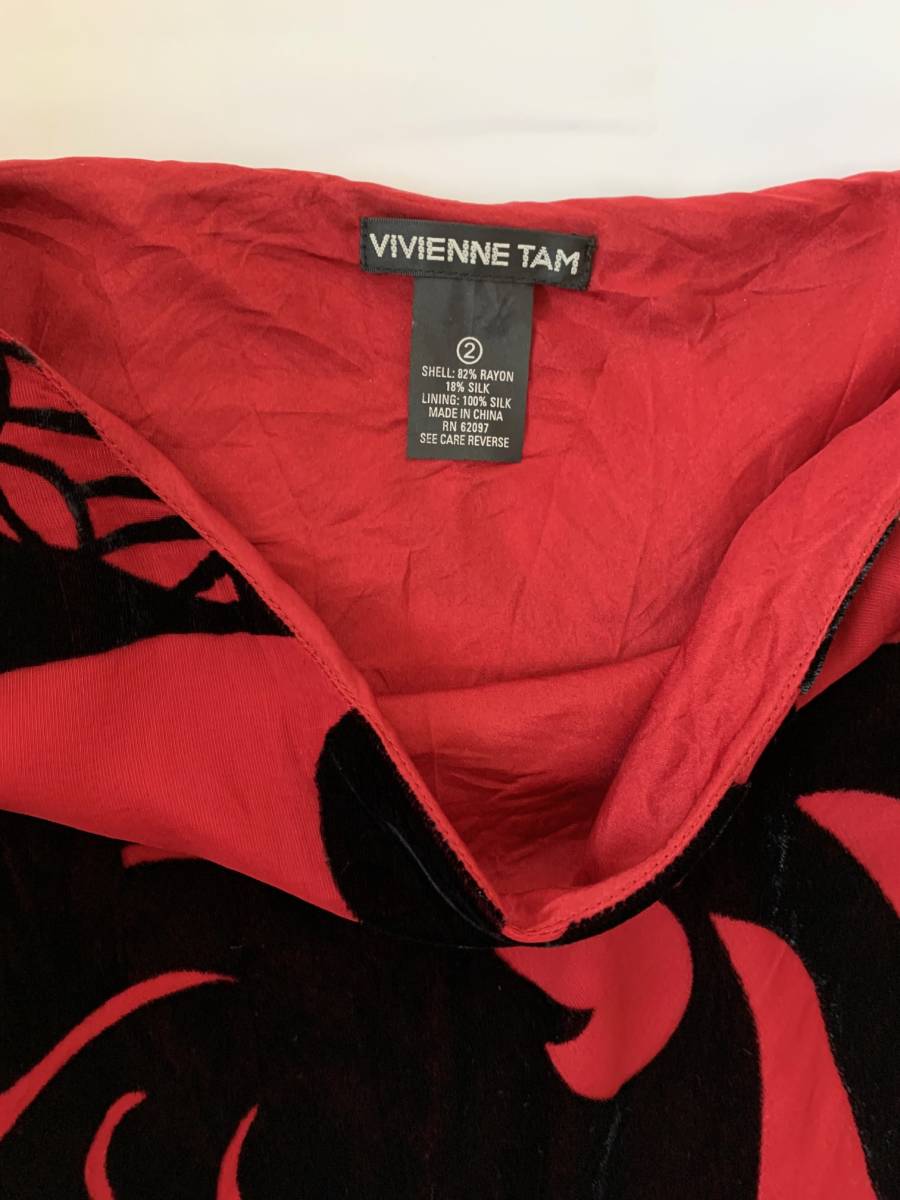 VIVIENNE TAM
2
SHELL: 82% RAYON
18% SILK
LINING: 100% SILK
MADE IN CHINA
RN 62097
SEE CARE REVERSE